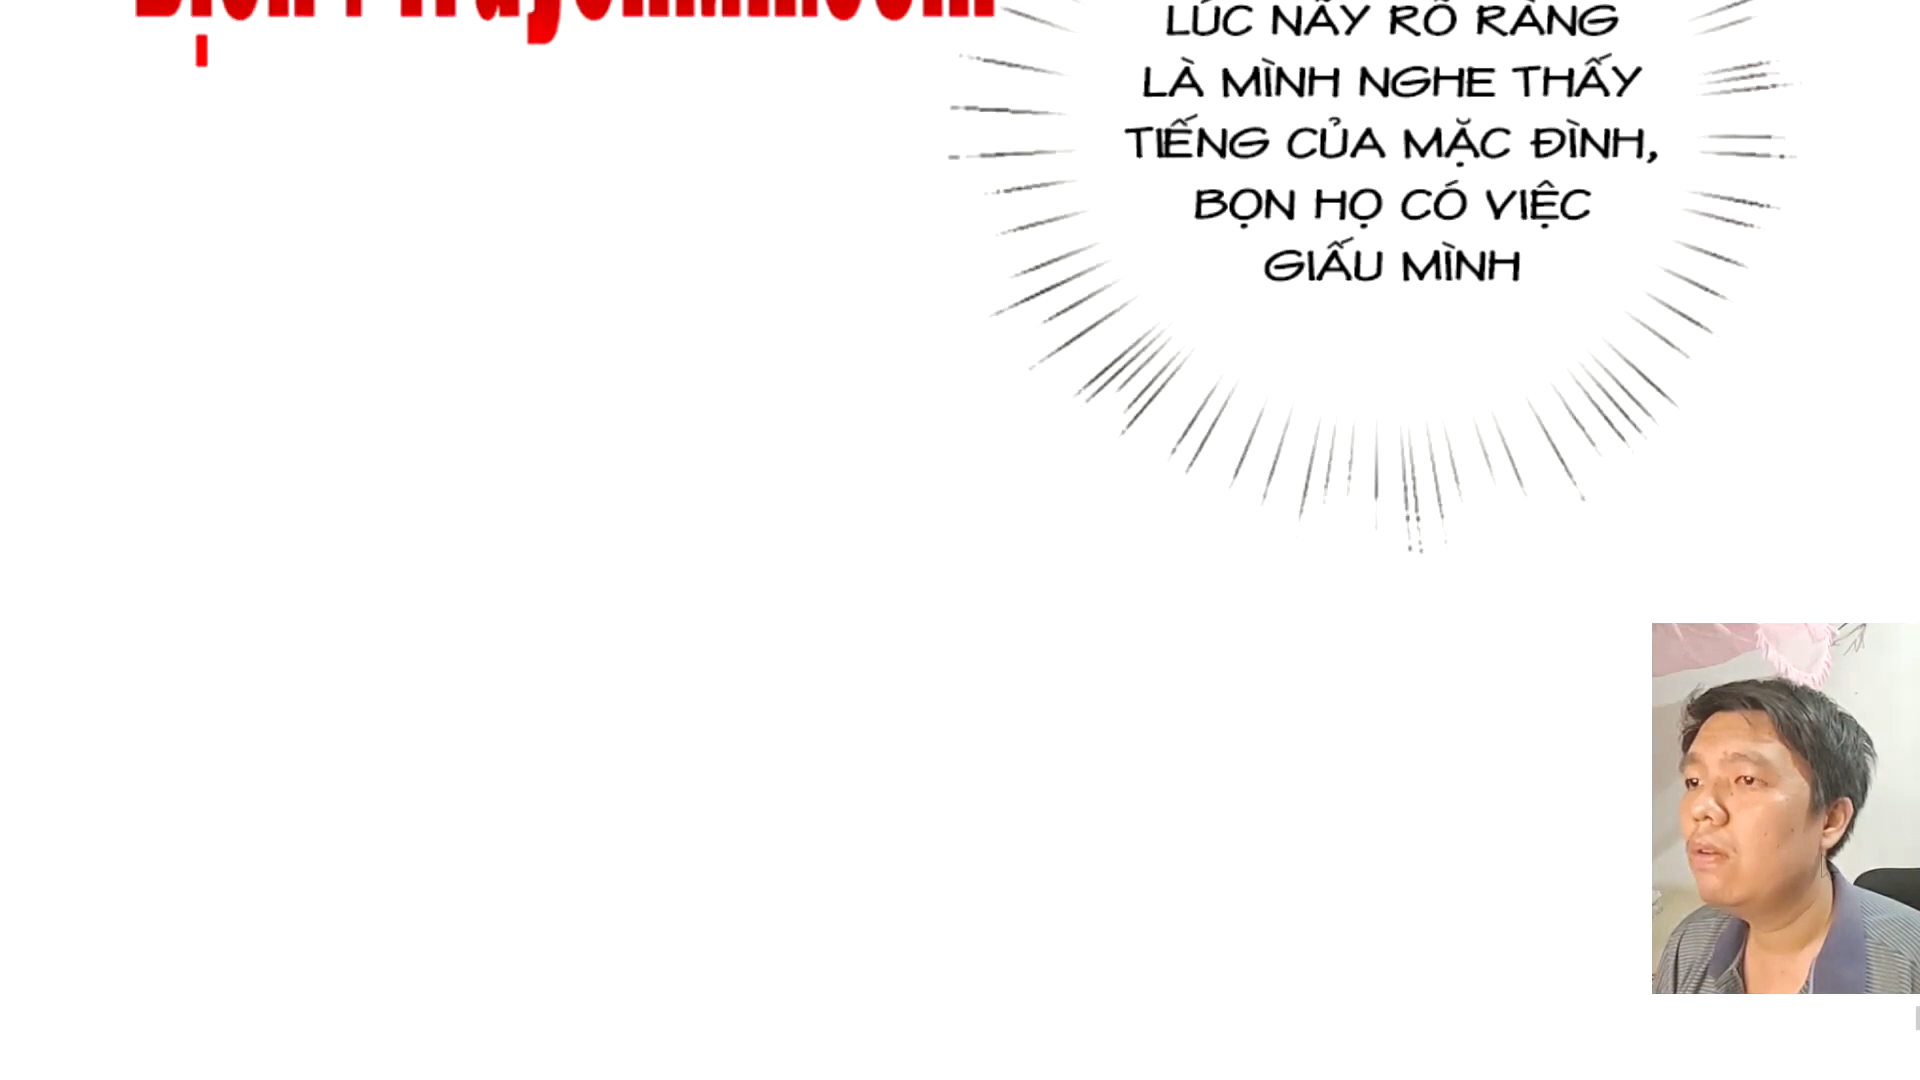 LÚC NÃY RÕ RÀNG
LÀ MÌNH NGHE THẤY
TIẾNG CỦA MẶC ĐÌNH,
BỌN HỌ CÓ VIỆC
GIẤU MÌNH